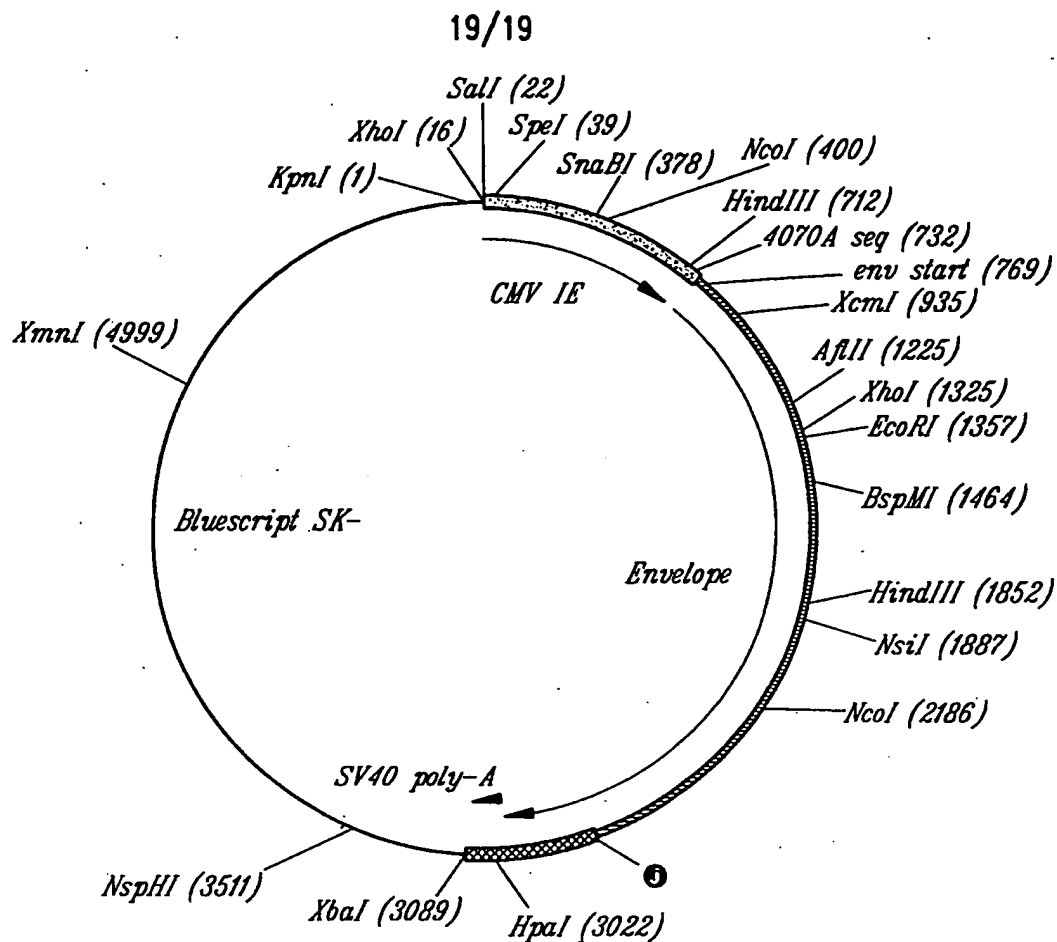 19/19
SalI (22)
XhoI (16)
SpeI (39)
KpnI (1)
SnaBI (378)
NcoI (400)
HindIII (712)
4070A seq (732)
env start (769)
CMV IE
XcmI (935)
XmnI (4999)
AflII (1225)
XhoI (1325)
EcoRI (1357)
BspMI (1464)
Bluescript SK-
Envelope
HindIII (1852)
NsiI (1887)
NcoI (2186)
SV40 poly-A
NspHI (3511)
XbaI (3089)
HpaI (3022)